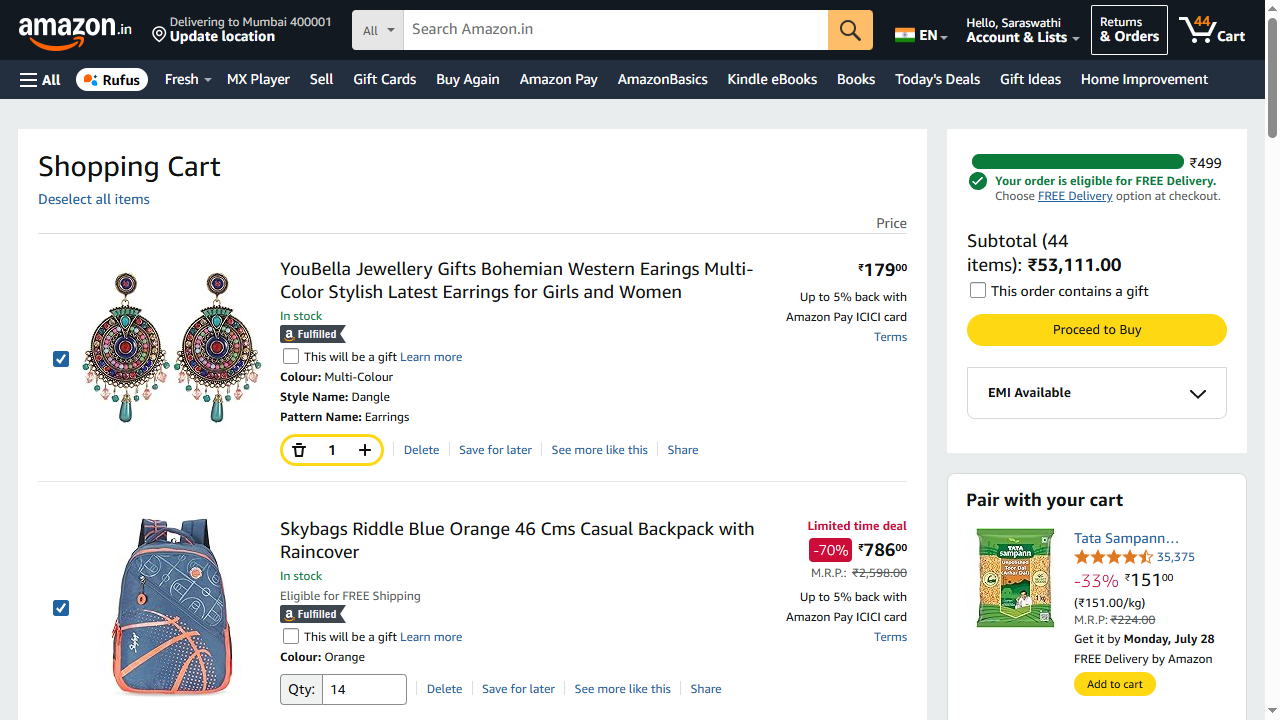 amazon.in
Delivering to Mumbai 400001
Update location
All
Search Amazon.in
EN
Hello, Saraswathi
Account & Lists
Returns
& Orders
44
Cart
All
Rufus
Fresh
MX Player
Sell
Gift Cards
Buy Again
Amazon Pay
AmazonBasics
Kindle eBooks
Books
Today's Deals
Gift Ideas
Home Improvement
Shopping Cart
Deselect all items
Price
YouBella Jewellery Gifts Bohemian Western Earings Multi-
Color Stylish Latest Earrings for Girls and Women
In stock
a Fulfilled
This will be a gift Learn more
Colour: Multi-Colour
Style Name: Dangle
Pattern Name: Earrings
1
Delete
Save for later
See more like this
Share
₹17900
Up to 5% back with
Amazon Pay ICICI card
Terms
Skybags Riddle Blue Orange 46 Cms Casual Backpack with
Raincover
In stock
Eligible for FREE Shipping
a Fulfilled
This will be a gift Learn more
Colour: Orange
Qty: 14
Delete
Save for later
See more like this
Share
Limited time deal
-70% ₹78600
M.R.P.: ₹2,598.00
Up to 5% back with
Amazon Pay ICICI card
Terms
₹499
Your order is eligible for FREE Delivery.
Choose FREE Delivery option at checkout.
Subtotal (44
items): ₹53,111.00
This order contains a gift
Proceed to Buy
EMI Available
Pair with your cart
TATA
sampann
Tata Sampann…
35,375
-33% ₹15100
(₹151.00/kg)
M.R.P: ₹224.00
Get it by Monday, July 28
FREE Delivery by Amazon
Add to cart